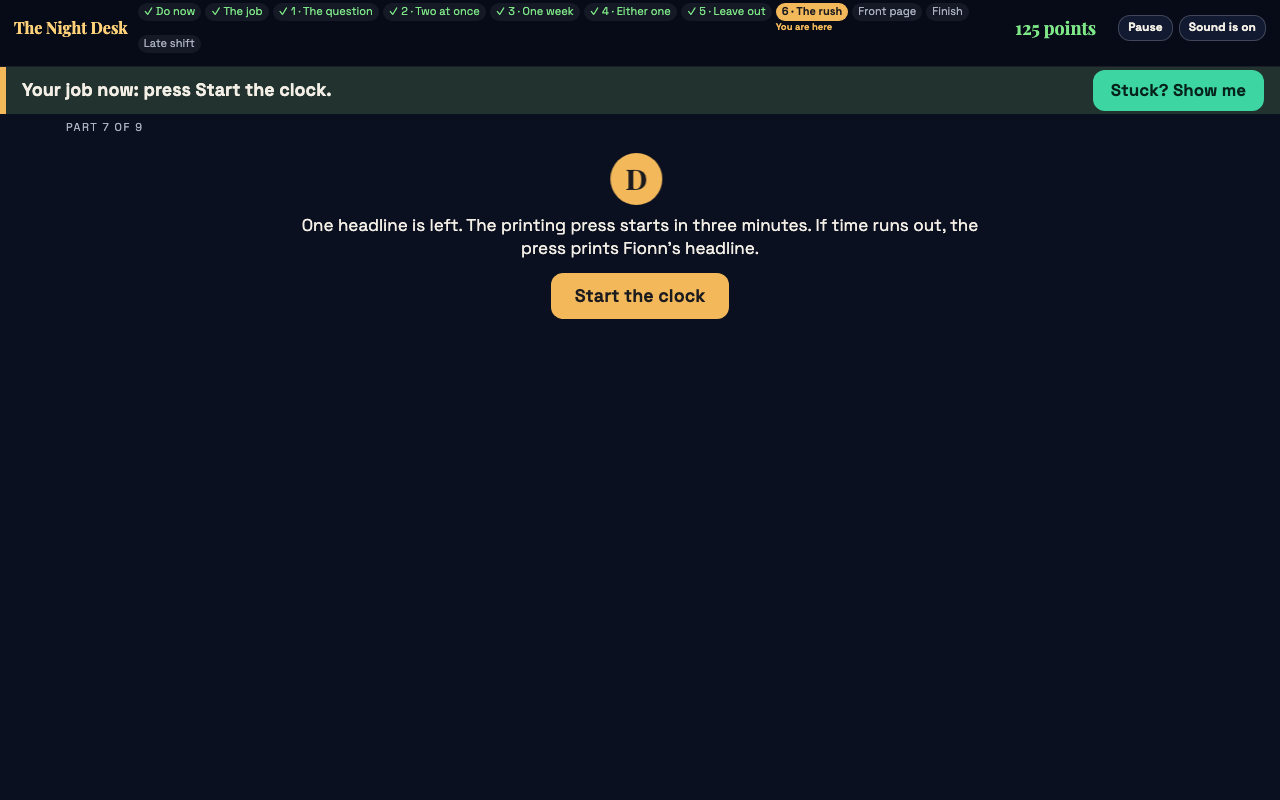 The Night Desk
✓ Do now
✓ The job
✓ 1 · The question
✓ 2 · Two at once
✓ 3 · One week
✓ 4 · Either one
✓ 5 · Leave out
6 · The rush
You are here
Front page
Finish
Late shift
125 points
Pause
Sound is on
Your job now: press Start the clock.
Stuck? Show me
PART 7 OF 9
D
One headline is left. The printing press starts in three minutes. If time runs out, the
press prints Fionn's headline.
Start the clock